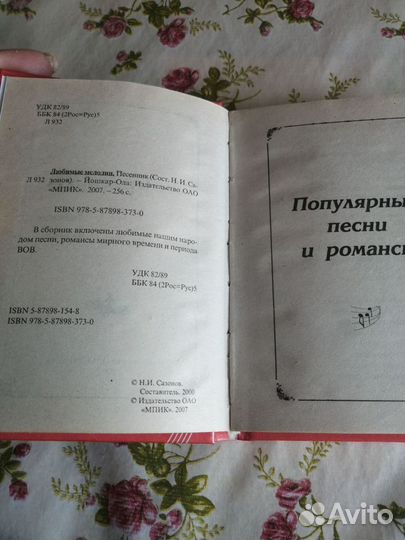 УДК 82/89
ББК 84 (2Рос=Рус)5
Л 932
Любимые мелодии. Песенник (Сост. Н. И. Са-
Л 932 зонов). – Йошкар-Ола: Издательство ОАО
«МПИК». 2007. – 256 с.
ISBN 978-5-87898-373-0
В сборник включены любимые нашим наро-
дом песни, романсы мирного времени и периода
ВОВ.
УДК 82/89
ББК 84 (2Рос=Рус)5
ISBN 5-87898-154-8
ISBN 978-5-87898-373-0
© Н.И. Сазонов.
Составитель. 2000
© Издательство ОАО
"МПИК". 2007
Популярны
песни
и романс
Avito